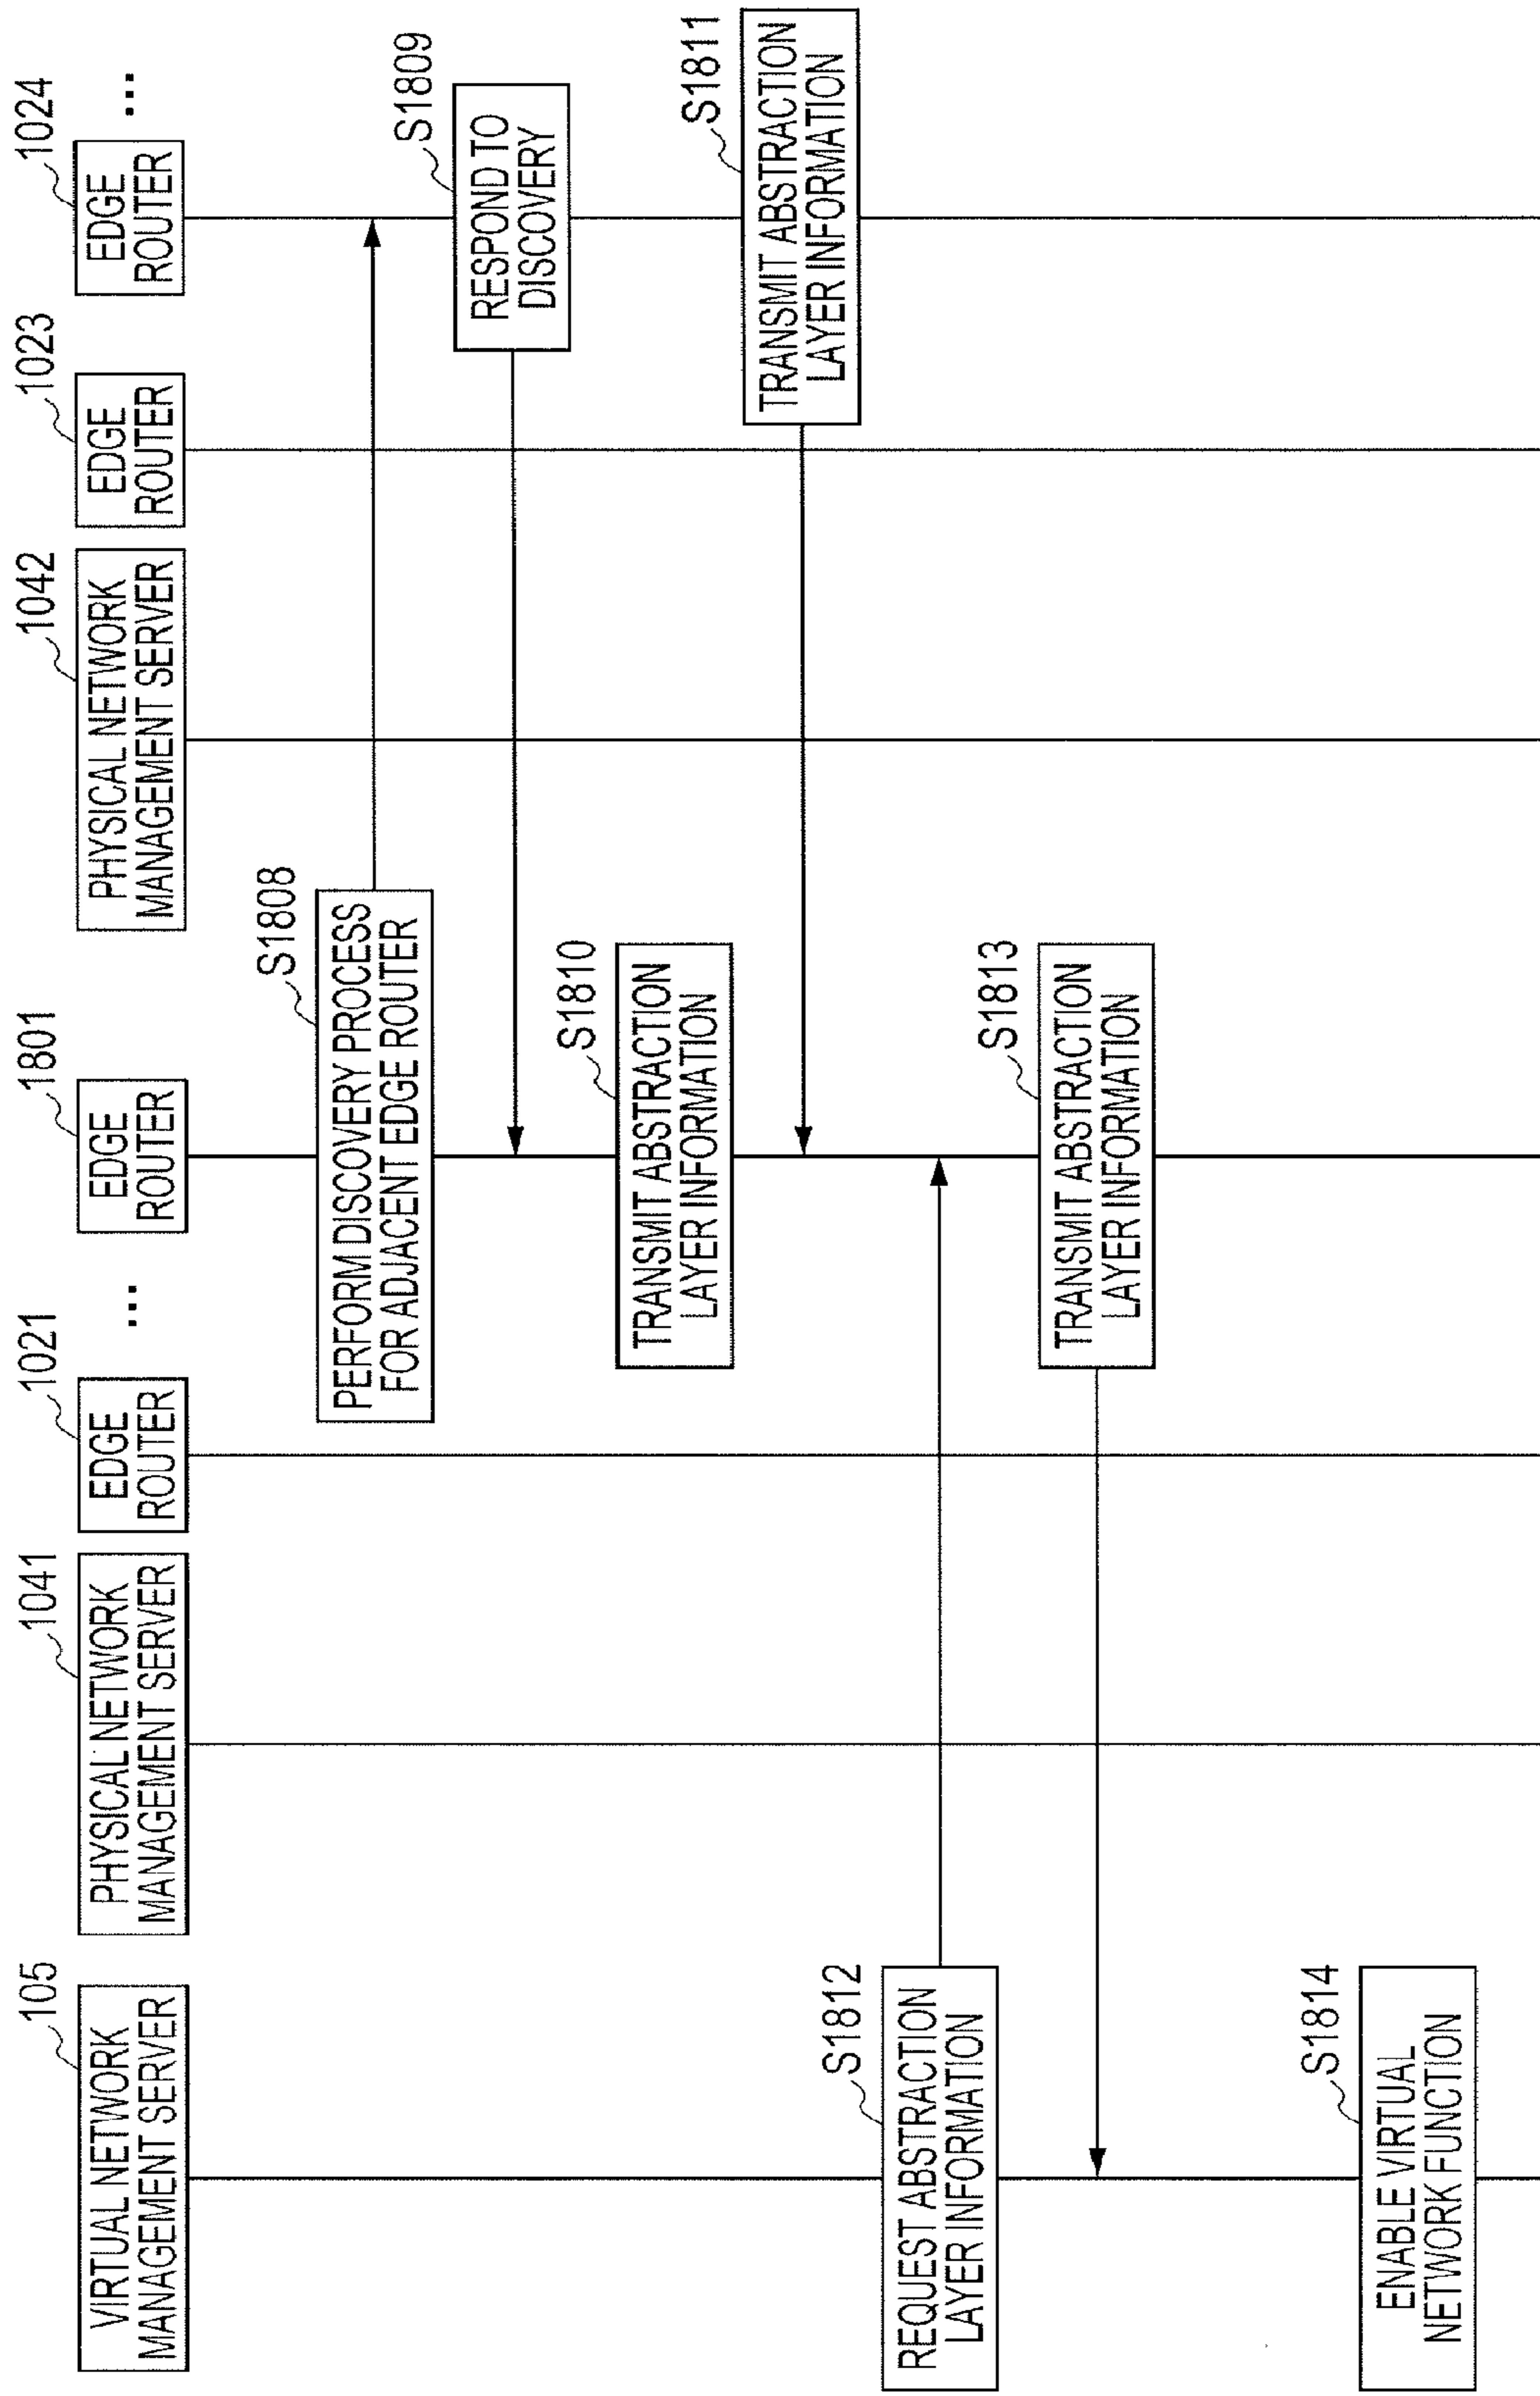 105
VIRTUAL NETWORK
MANAGEMENT SERVER
1041
PHYSICAL NETWORK
MANAGEMENT SERVER
1021
EDGE
ROUTER
...
1801
EDGE
ROUTER
1042
PHYSICAL NETWORK
MANAGEMENT SERVER
1023
EDGE
ROUTER
1024
EDGE
ROUTER
...
S1808
PERFORM DISCOVERY PROCESS
FOR ADJACENT EDGE ROUTER
S1809
RESPOND TO
DISCOVERY
S1810
TRANSMIT ABSTRACTION
LAYER INFORMATION
S1811
TRANSMIT ABSTRACTION
LAYER INFORMATION
S1812
REQUEST ABSTRACTION
LAYER INFORMATION
S1813
TRANSMIT ABSTRACTION
LAYER INFORMATION
S1814
ENABLE VIRTUAL
NETWORK FUNCTION